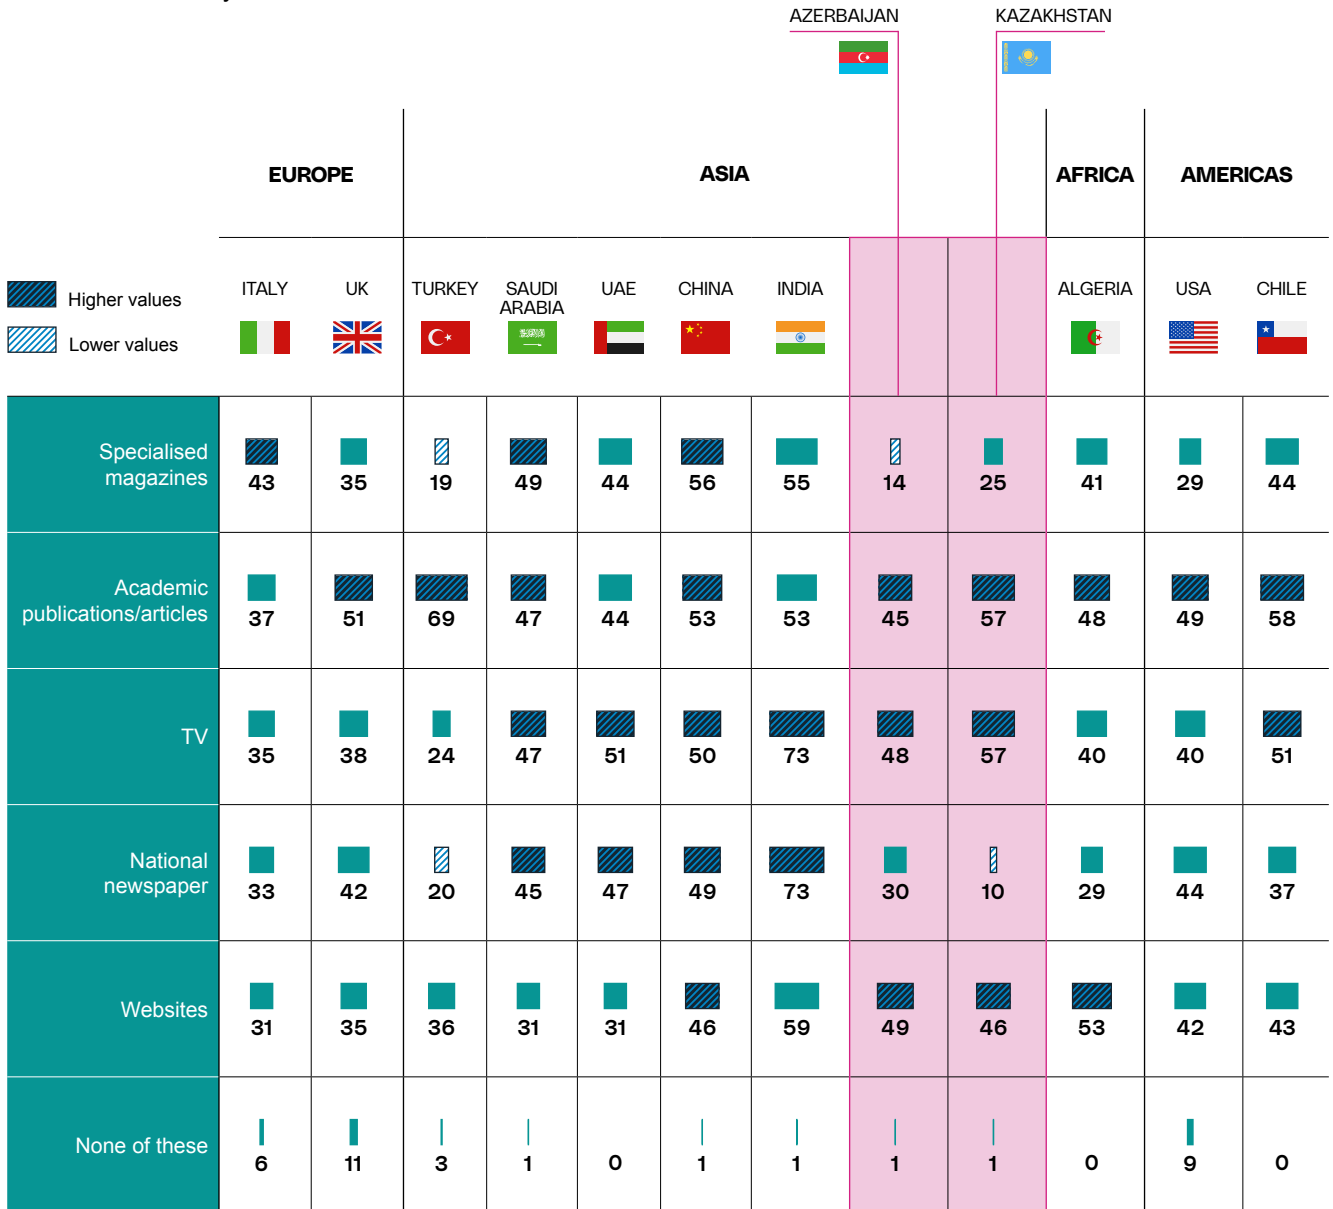 AZERBAIJAN KAZAKHSTAN
EUROPE ASIA AFRICA AMERICAS
Higher values
Lower values
ITALY UK TURKEY SAUDI ARABIA UAE CHINA INDIA ALGERIA USA CHILE
Specialised
magazines
43 35 19 49 44 56 55 14 25 41 29 44
Academic
publications/articles
37 51 69 47 44 53 53 45 57 48 49 58
TV
35 38 24 47 51 50 73 48 57 40 40 51
National
newspaper
33 42 20 45 47 49 73 30 10 29 44 37
Websites
31 35 36 31 31 46 59 49 46 53 42 43
None of these
6 11 3 1 0 1 1 1 1 0 9 0